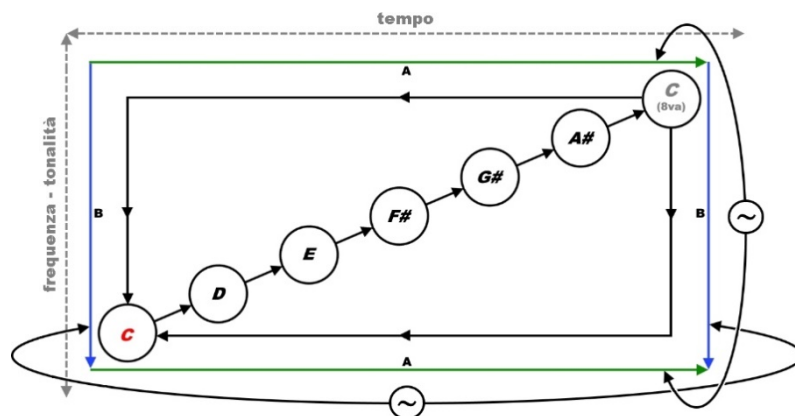 tempo
A
C
(8va)
A#
G#
frequenza - tonalità
B
B
F#
~
E
D
C
A
~